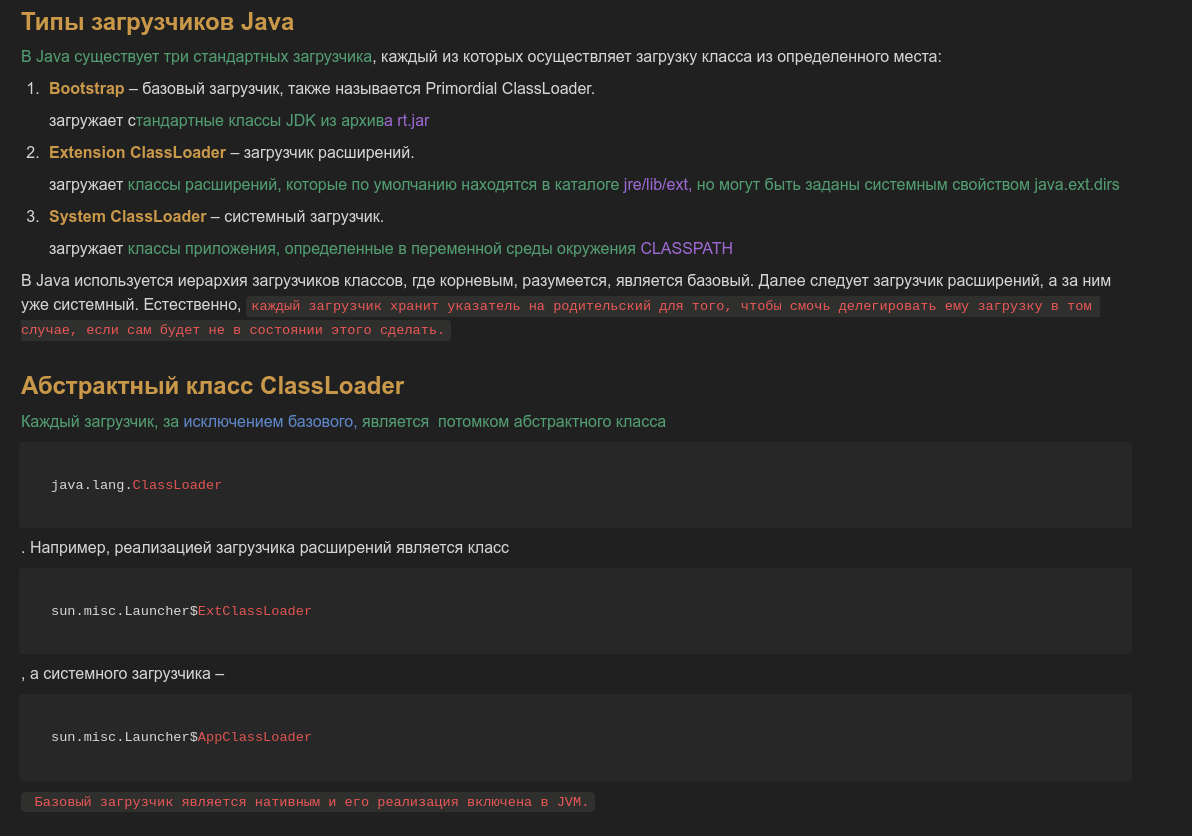 Типы загрузчиков Java
В Java существует три стандартных загрузчика, каждый из которых осуществляет загрузку класса из определенного места:
1. Bootstrap – базовый загрузчик, также называется Primordial ClassLoader.
загружает стандартные классы JDK из архива rt.jar
2. Extension ClassLoader – загрузчик расширений.
загружает классы расширений, которые по умолчанию находятся в каталоге jre/lib/ext, но могут быть заданы системным свойством java.ext.dirs
3. System ClassLoader – системный загрузчик.
загружает классы приложения, определенные в переменной среды окружения CLASSPATH
В Java используется иерархия загрузчиков классов, где корневым, разумеется, является базовый. Далее следует загрузчик расширений, а за ним
уже системный. Естественно, каждый загрузчик хранит указатель на родительский для того, чтобы смочь делегировать ему загрузку в том
случае, если сам будет не в состоянии этого сделать.
Абстрактный класс ClassLoader
Каждый загрузчик, за исключением базового, является  потомком абстрактного класса
java.lang.ClassLoader
. Например, реализацией загрузчика расширений является класс
sun.misc.Launcher$ExtClassLoader
, а системного загрузчика –
sun.misc.Launcher$AppClassLoader
Базовый загрузчик является нативным и его реализация включена в JVM.